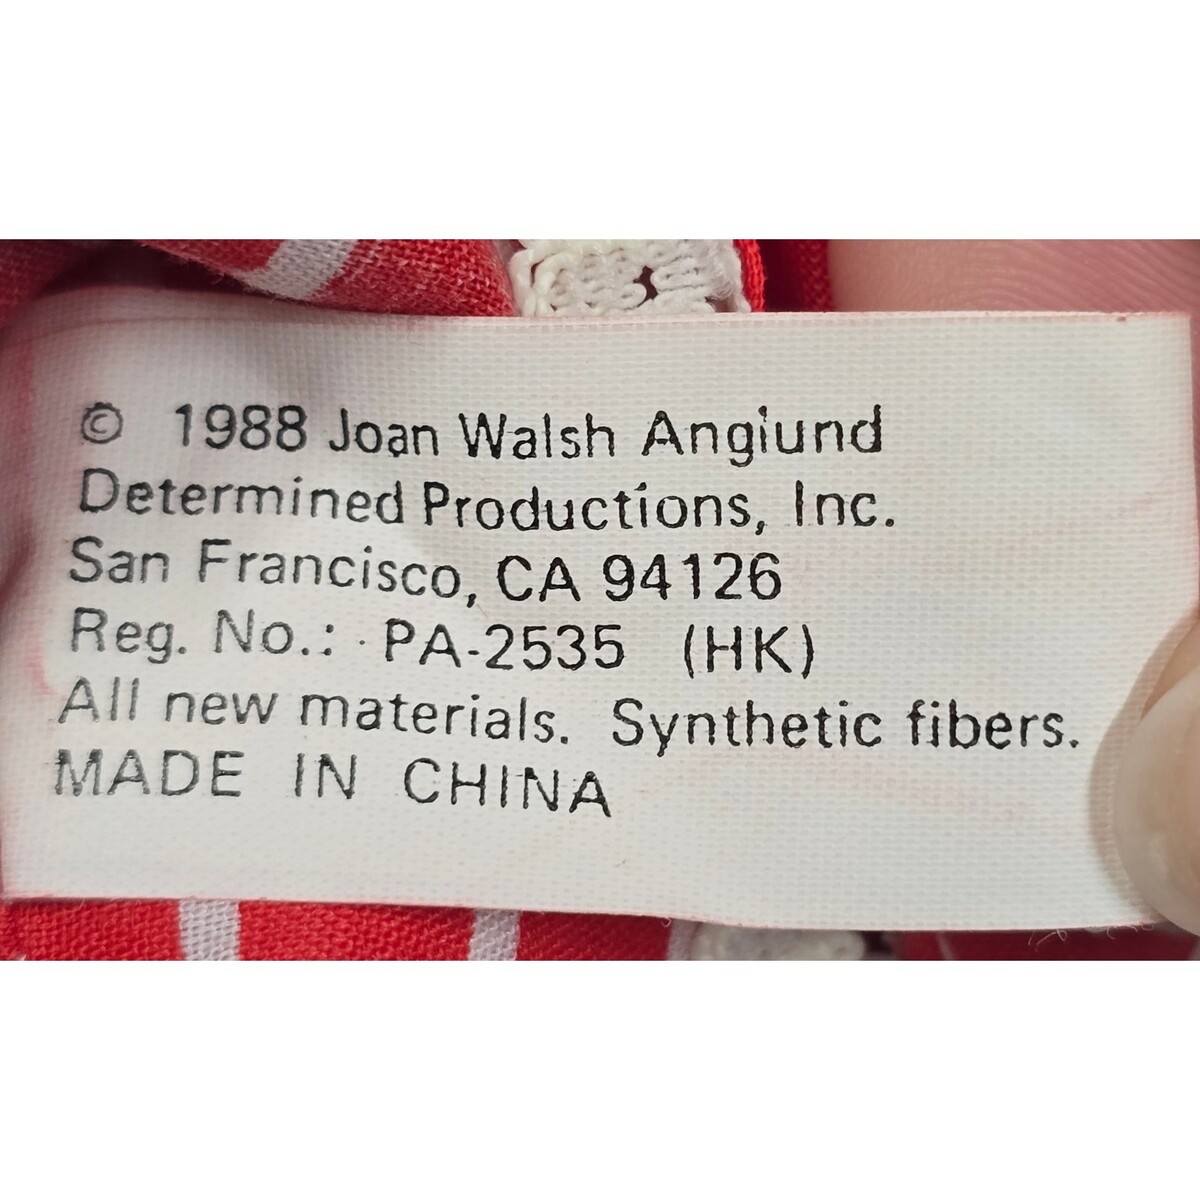 © 1988 Joan Walsh Angiund
Determined Productions, Inc.
San Francisco, CA 94126
Reg. No.: PA-2535 (HK)
All new materials. Synthetic fibers.
MADE IN CHINA